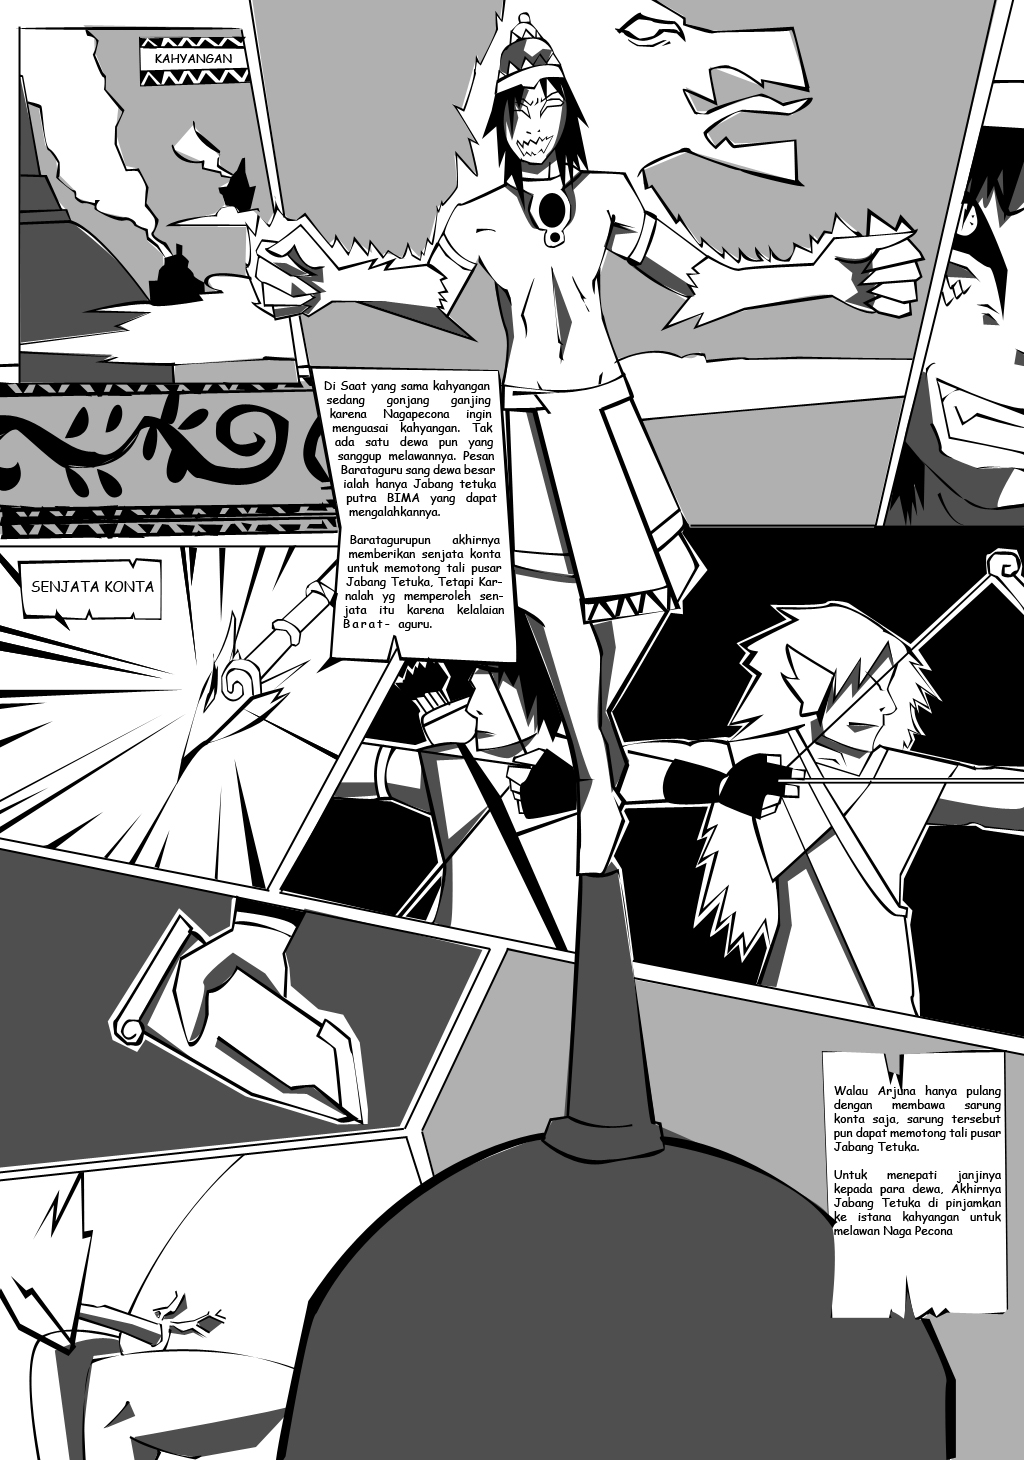 KAHYANGAN
Di Saat yang sama kahyangan
sedang gonjang ganjing
karena Nagapecona ingin
menguasai kahyangan. Tak
ada satu dewa pun yang
sanggup melawannya. Pesan
Barataguru sang dewa besar
ialah hanya Jabang tetuka
putra BIMA yang dapat
mengalahkannya.
Baratagurupun akhirnya
memberikan senjata konta
untuk memotong tali pusar
Jabang Tetuka, Tetapi Kar-
nalah yg memperoleh sen-
jata itu karena kelalaian
Barat- aguru.
SENJATA KONTA
Walau Arjuna hanya pulang
dengan membawa sarung
konta saja, sarung tersebut
pun dapat memotong tali pusar
Jabang Tetuka.
Untuk menepati janjinya
kepada para dewa, Akhirnya
Jabang Tetuka di pinjamkan
ke istana kahyangan untuk
melawan Naga Pecona